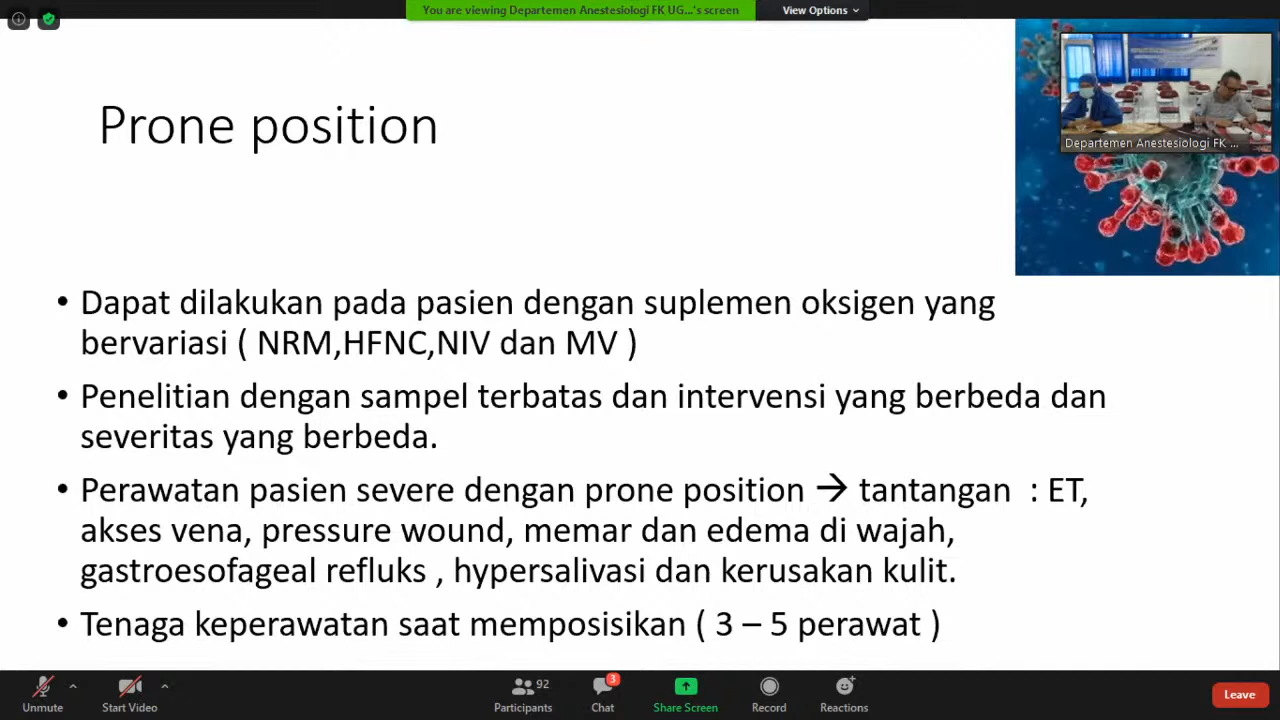 You are viewing Departemen Anestesiologi FK UG...'s screen
View Options
Prone position
Departemen Anestesiologi FK ...
• Dapat dilakukan pada pasien dengan suplemen oksigen yang
bervariasi ( NRM,HFNC,NIV dan MV )
• Penelitian dengan sampel terbatas dan intervensi yang berbeda dan
severitas yang berbeda.
• Perawatan pasien severe dengan prone position → tantangan : ET,
akses vena, pressure wound, memar dan edema di wajah,
gastroesofageal refluks , hypersalivasi dan kerusakan kulit.
• Tenaga keperawatan saat memposisikan ( 3 – 5 perawat )
Unmute
Start Video
92
Participants
3
Chat
Share Screen
Record
Reactions
Leave